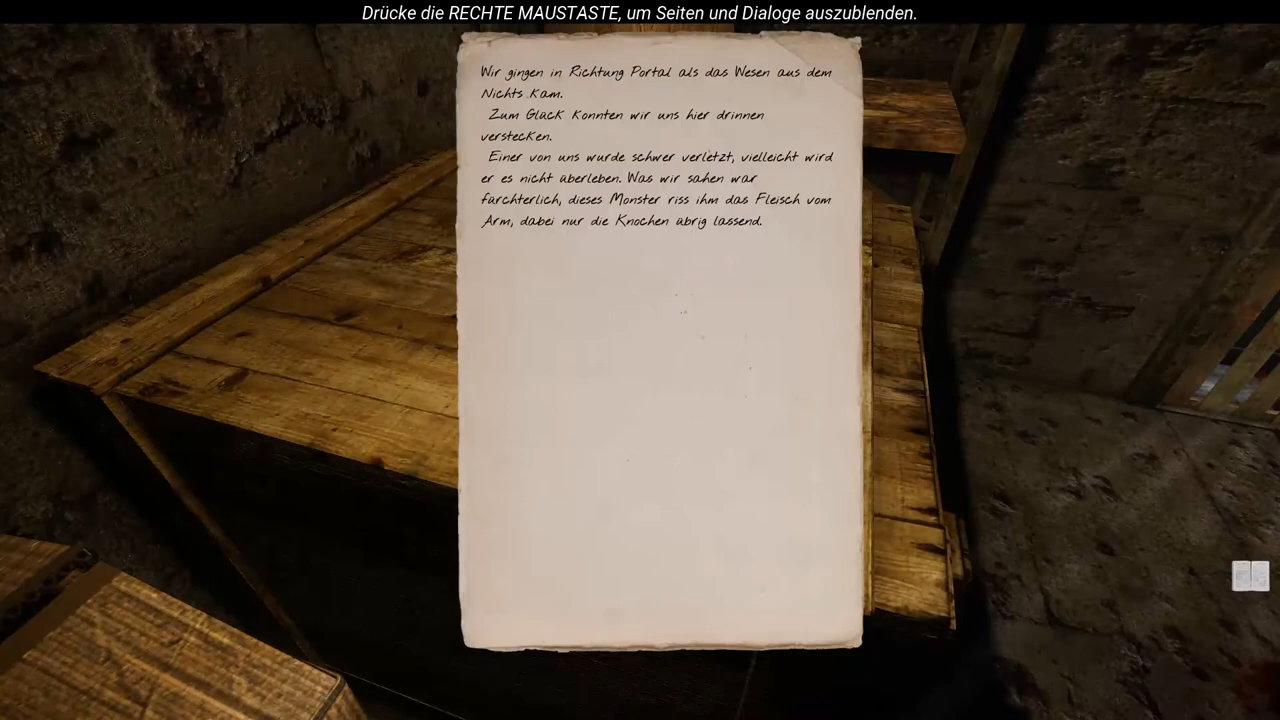 Drücke die RECHTE MAUSTASTE, um Seiten und Dialoge auszublenden.
Wir gingen in Richtung Portal als das Wesen aus dem
Nichts kam.
Zum Glück konnten wir uns hier drinnen
verstecken.
Einer von uns wurde schwer verletzt, vielleicht wird
er es nicht überleben. Was wir sahen war
fürchterlich, dieses Monster riss ihm das Fleisch vom
Arm, dabei nur die Knochen übrig lassend.